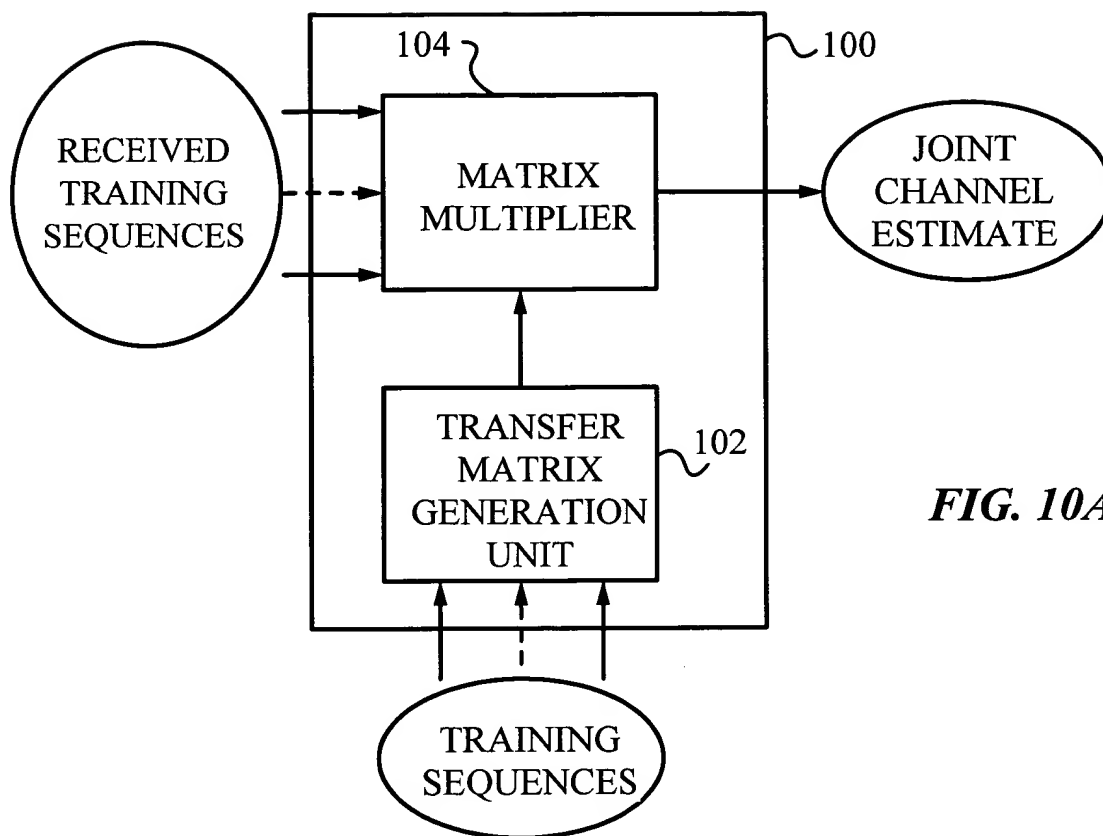 104
100
RECEIVED
TRAINING
SEQUENCES
MATRIX
MULTIPLIER
JOINT
CHANNEL
ESTIMATE
TRANSFER
MATRIX
GENERATION
UNIT
102
FIG. 10A
TRAINING
SEQUENCES